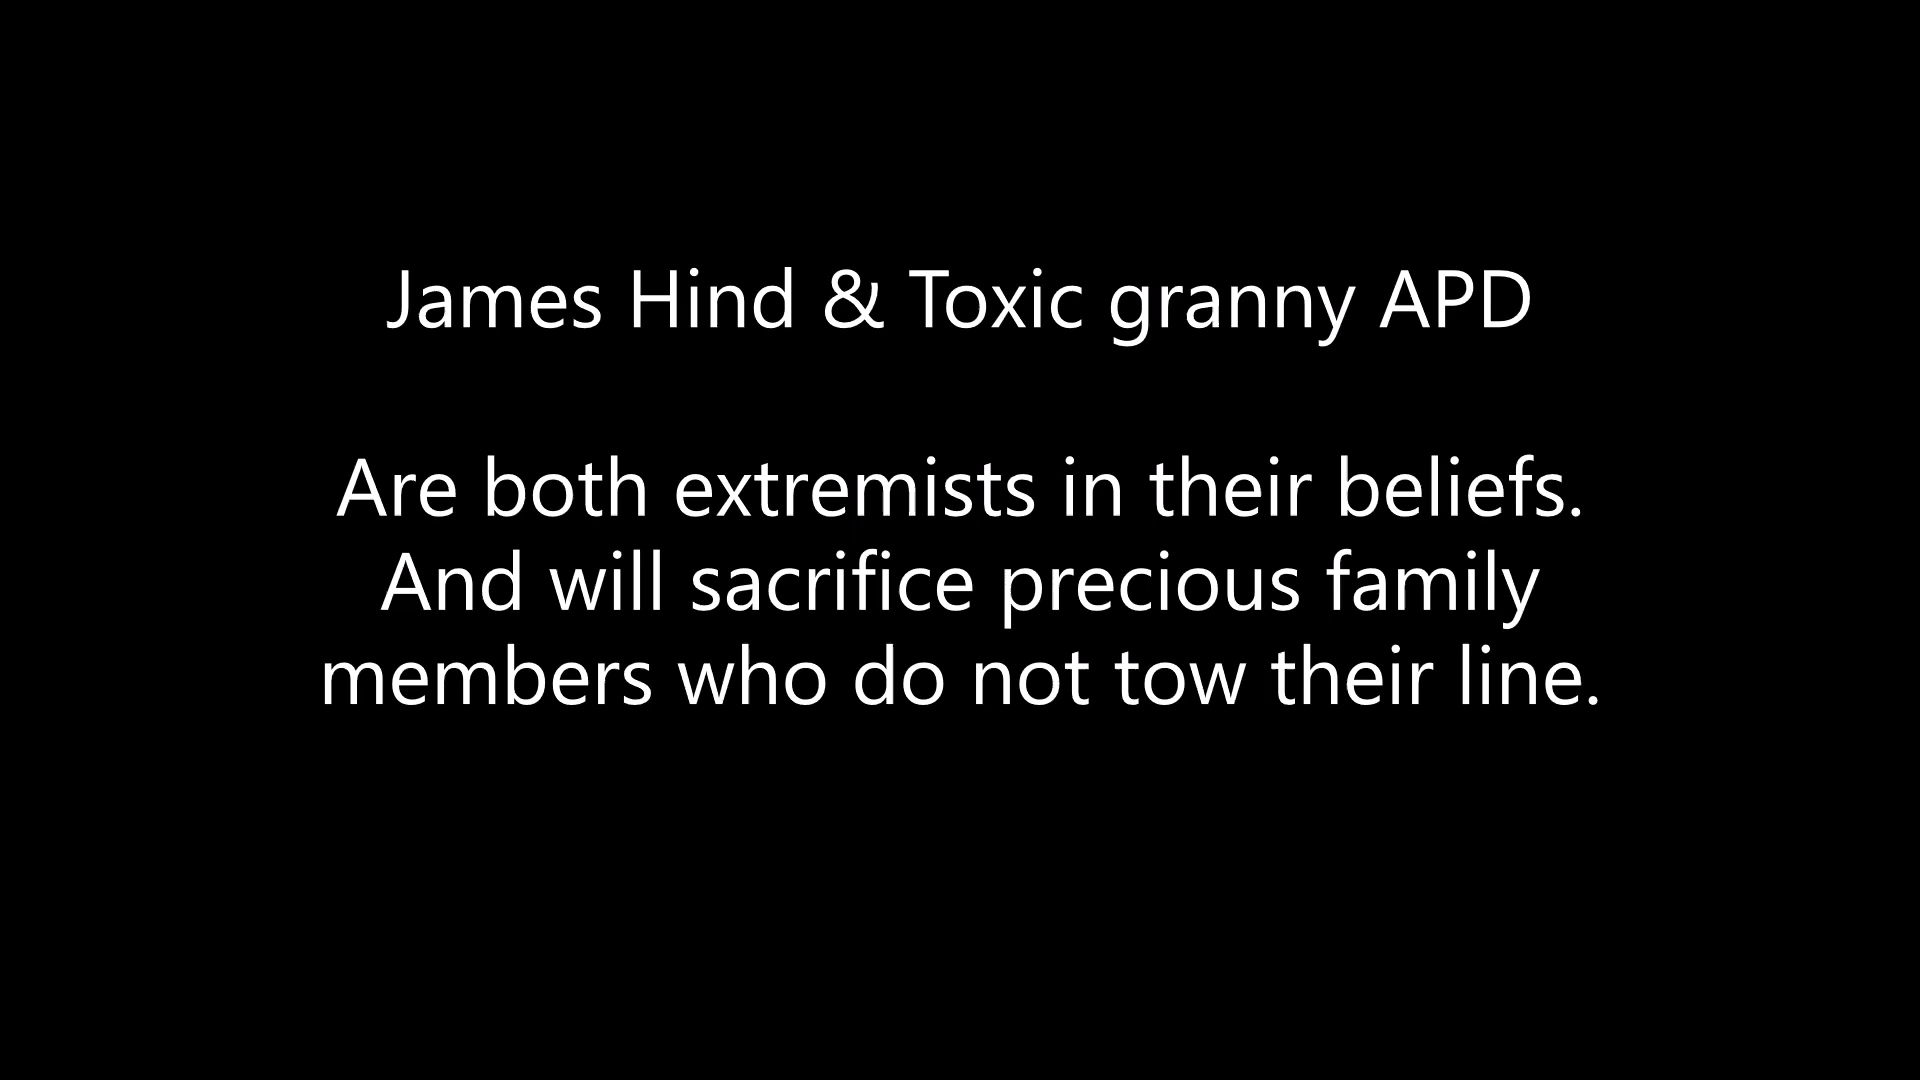 James Hind & Toxic granny APD
Are both extremists in their beliefs.
And will sacrifice precious family
members who do not tow their line.